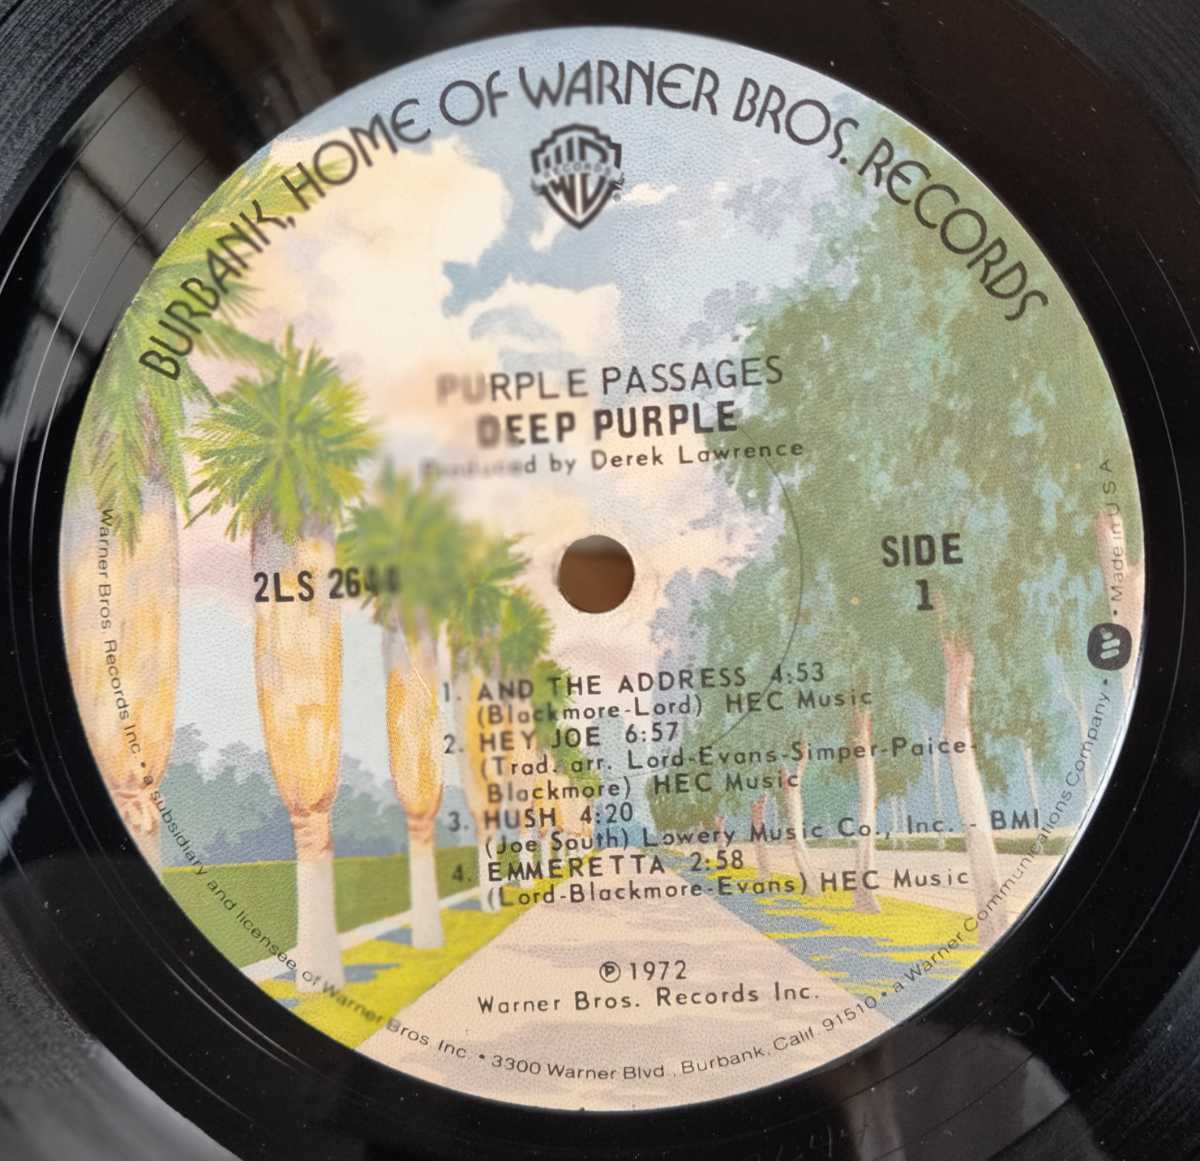 BURBANK, HOME OF WARNER BROS. RECORDS
RECORDS
PURPLE PASSAGES
DEEP PURPLE
by Derek Lawrence
2LS
SIDE
1
1. AND THE ADDRESS 4:53
(Blackmore-Lord) HEC Music
2. HEY JOE 6:57
(Trad. arr. Lord-Evans-Simper-Paice-
Blackmore) HEC Music
3. HUSH 4:20
(Joe South) Lowery Music Co., Inc. - BMI
4. EMMERETTA 2:58
(Lord-Blackmore-Evans) HEC Music
℗ 1972
Warner Bros. Records Inc.
Warner Bros. Records Inc. • a subsidiary and licensee of Warner Bros. Inc. • 3300 Warner Blvd., Burbank, Calif. 91510 • a Warner Communications Company • Made in U.S.A.